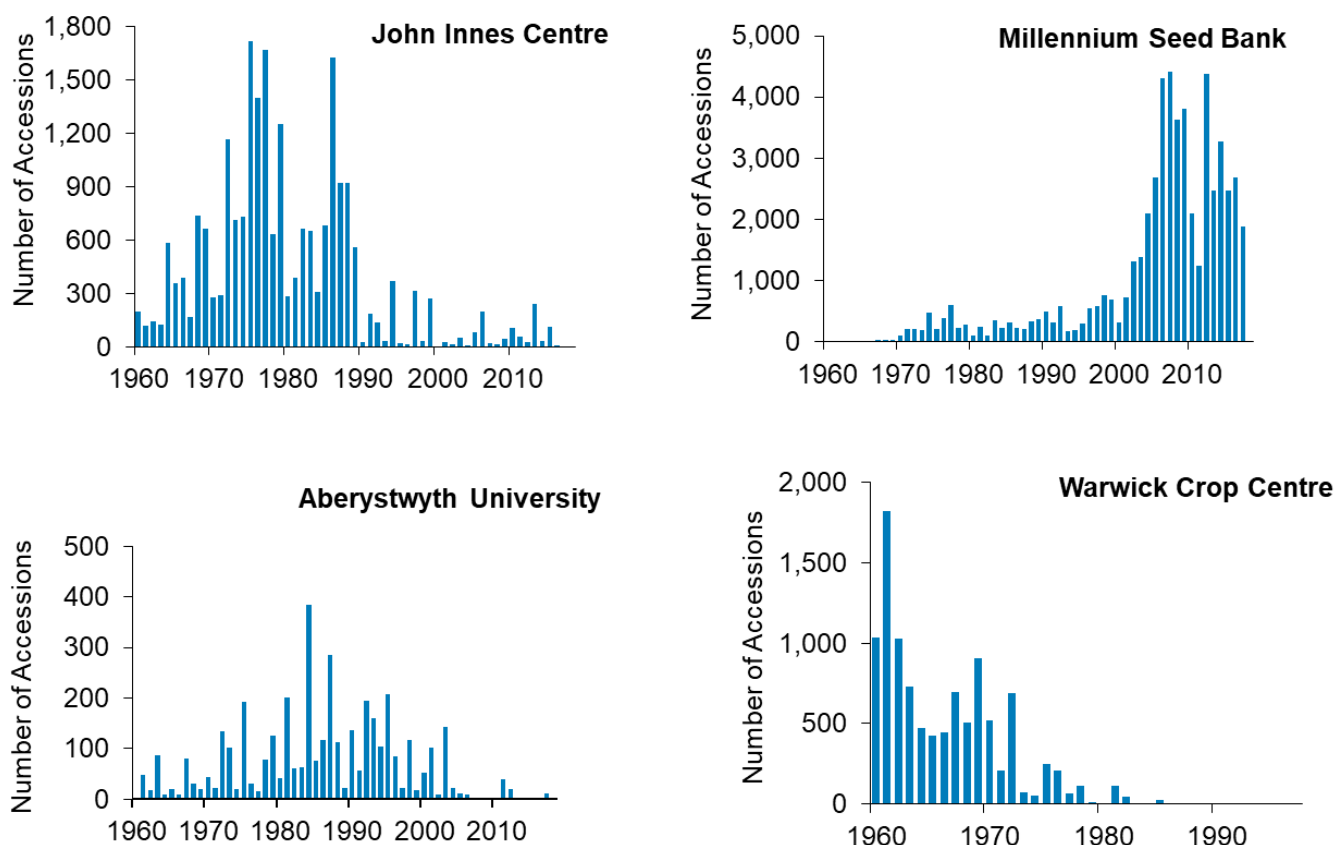 John Innes Centre
Number of Accessions
1,800
1,500
1,200
900
600
300
0
1960 1970 1980 1990 2000 2010
Millennium Seed Bank
Number of Accessions
5,000
4,000
3,000
2,000
1,000
0
1960 1970 1980 1990 2000 2010
Aberystwyth University
Number of Accessions
500
400
300
200
100
0
1960 1970 1980 1990 2000 2010
Warwick Crop Centre
Number of Accessions
2,000
1,500
1,000
500
0
1960 1970 1980 1990